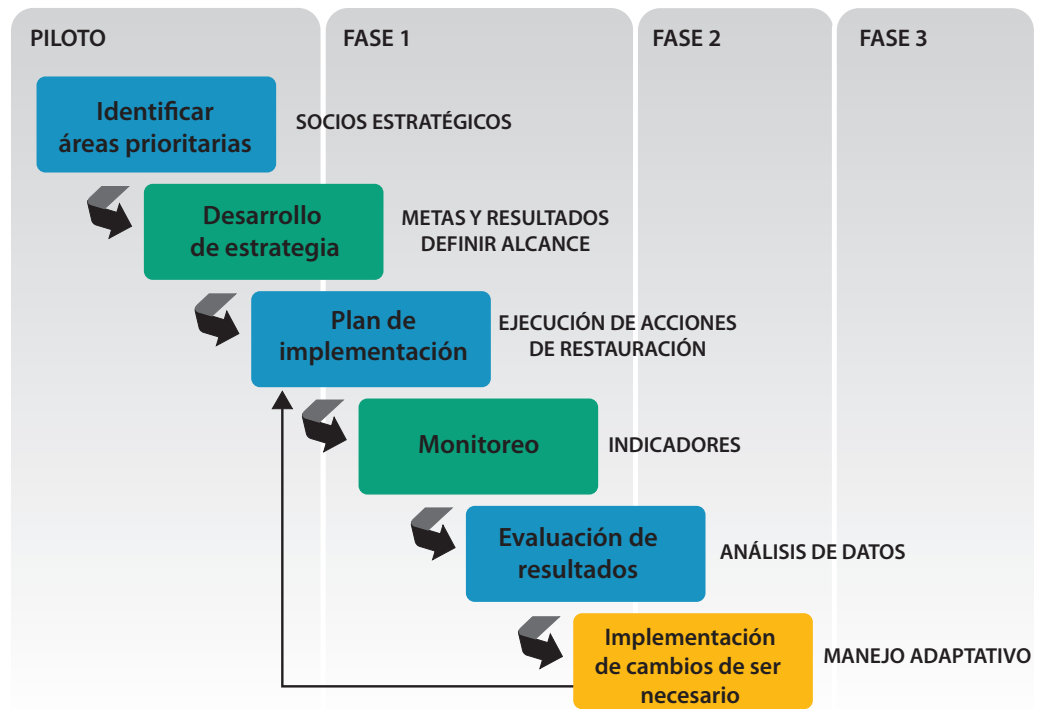 PILOTO
FASE 1
FASE 2
FASE 3
Identificar
áreas prioritarias
SOCIOS ESTRATÉGICOS
Desarrollo
de estrategia
METAS Y RESULTADOS
DEFINIR ALCANCE
Plan de
implementación
EJECUCIÓN DE ACCIONES
DE RESTAURACIÓN
Monitoreo
INDICADORES
Evaluación de
resultados
ANÁLISIS DE DATOS
Implementación
de cambios de ser
necesario
MANEJO ADAPTATIVO